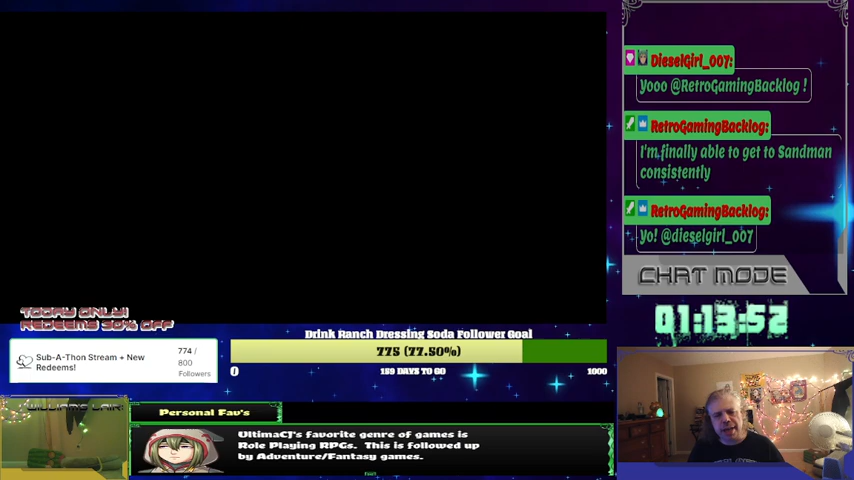 DieselGirl_007:
Yooo @RetroGamingBacklog !
RetroGamingBacklog:
I'm finally able to get to Sandman
consistently
RetroGamingBacklog:
Yo! @dieselgirl_007
CHAT MODE
01:13:52
TODAY ONLY!
REDEEMS 30% OFF
Sub-A-Thon Stream + New
Redeems!
774 /
800
Followers
Drink Ranch Dressing Soda Follower Goal
775 (77.50%)
0
159 DAYS TO GO
1000
Personal Fav's
UltimaCJ's favorite genre of games is
Role Playing RPGs. This is followed up
by Adventure/Fantasy games.